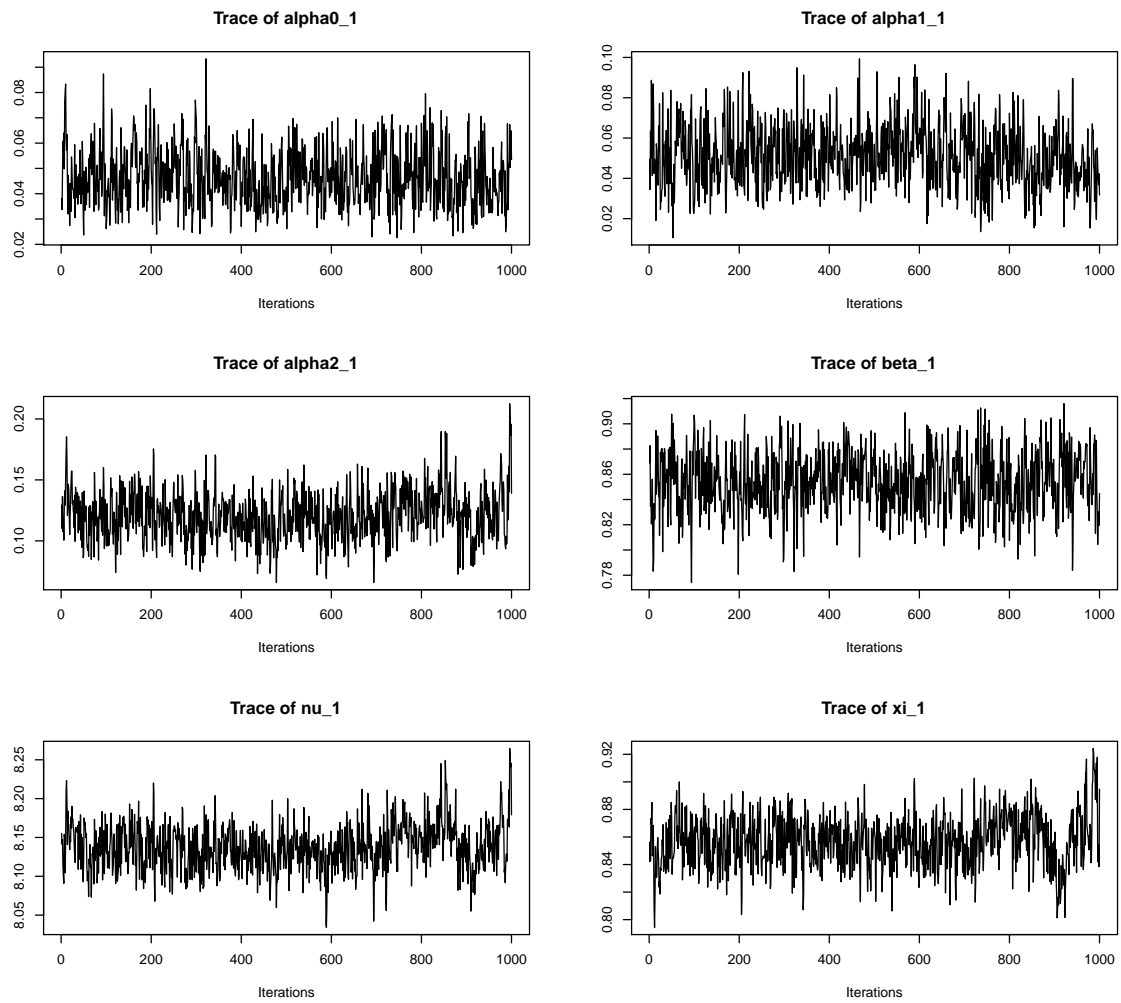 Trace of alpha0_1
0.02 0.04 0.06 0.08
0 200 400 600 800 1000
Iterations
Trace of alpha1_1
0.02 0.04 0.06 0.08 0.10
0 200 400 600 800 1000
Iterations
Trace of alpha2_1
0.10 0.15 0.20
0 200 400 600 800 1000
Iterations
Trace of beta_1
0.78 0.82 0.86 0.90
0 200 400 600 800 1000
Iterations
Trace of nu_1
8.05 8.10 8.15 8.20 8.25
0 200 400 600 800 1000
Iterations
Trace of xi_1
0.80 0.84 0.88 0.92
0 200 400 600 800 1000
Iterations